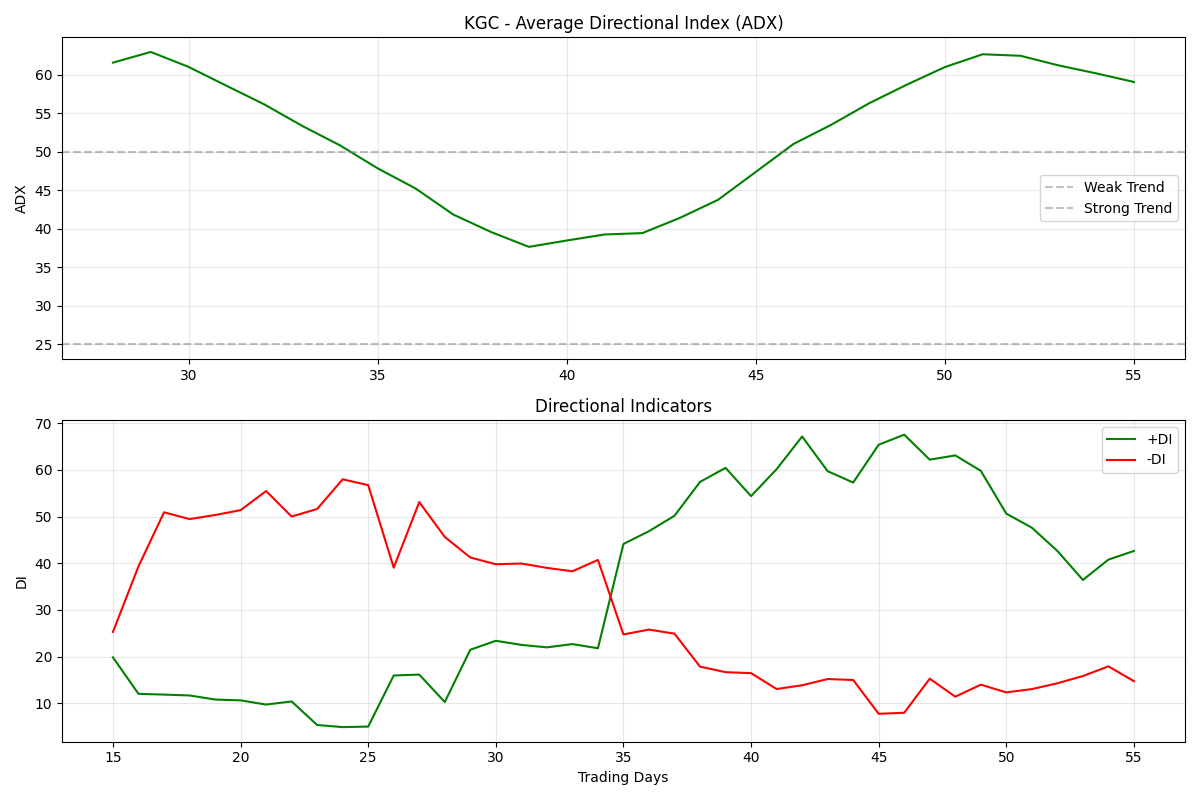 KGC - Average Directional Index (ADX)
ADX
60
55
50
45
40
35
30
25
Weak Trend
Strong Trend
30 35 40 45 50 55
Directional Indicators
DI
70
60
50
40
30
20
10
+DI
-DI
15 20 25 30 35 40 45 50 55
Trading Days